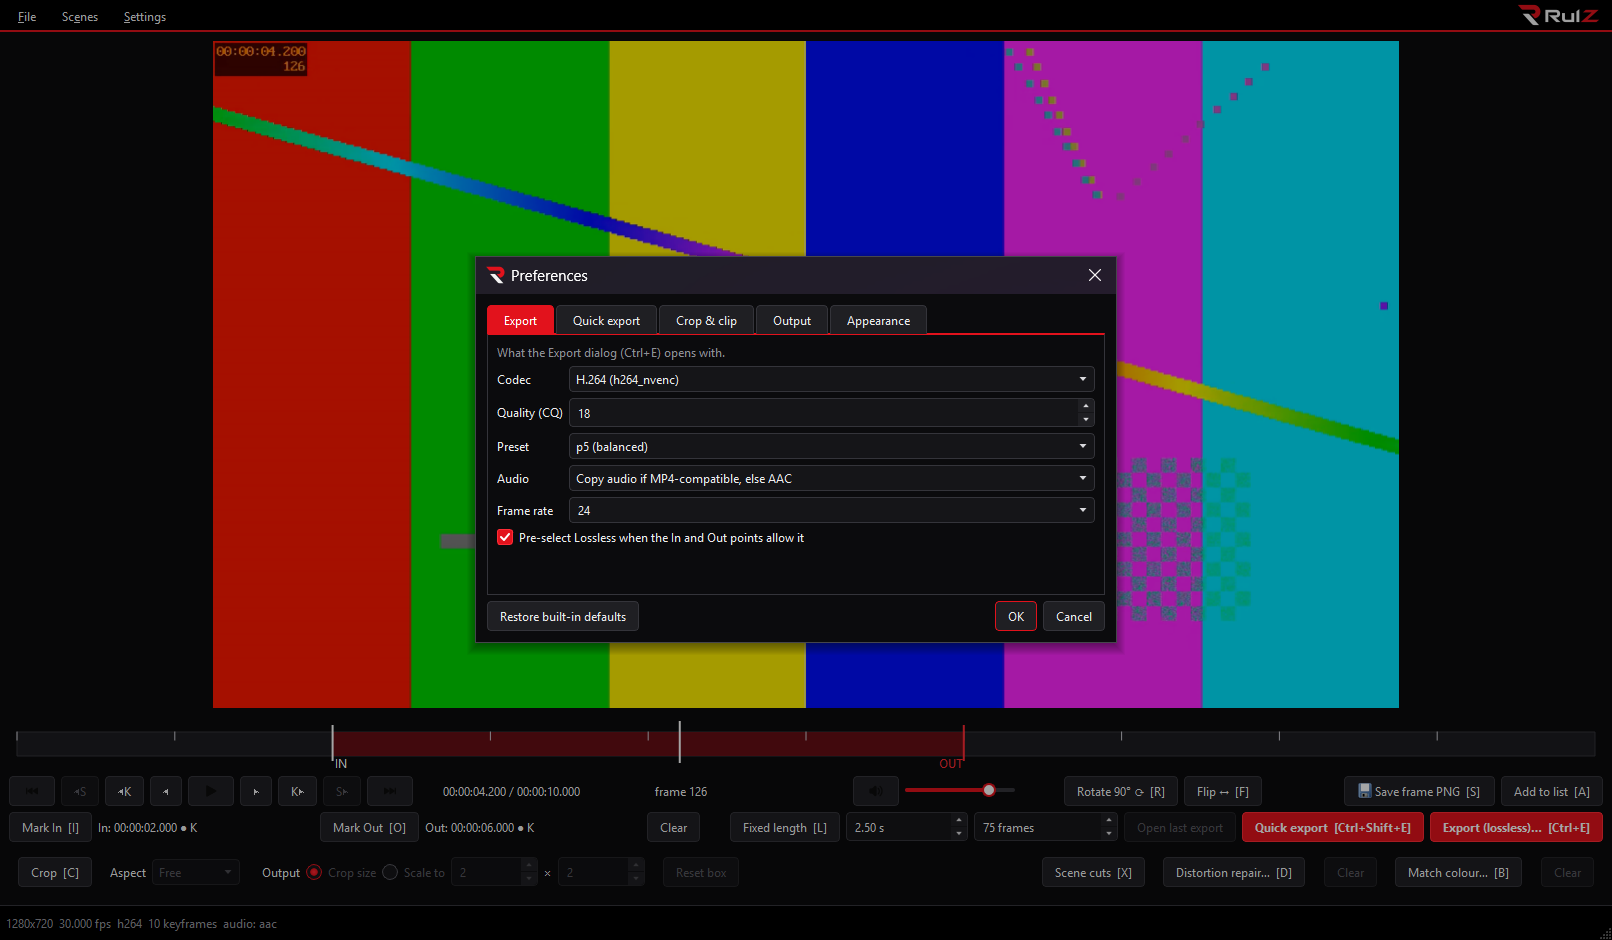 File Scenes Settings
RulZ
00:00:04.200
126
Preferences
Export Quick export Crop & clip Output Appearance
What the Export dialog (Ctrl+E) opens with.
Codec H.264 (h264_nvenc)
Quality (CQ) 18
Preset p5 (balanced)
Audio Copy audio if MP4-compatible, else AAC
Frame rate 24
Pre-select Lossless when the In and Out points allow it
Restore built-in defaults OK Cancel
IN OUT
S K K S 00:00:04.200 / 00:00:10.000 frame 126 Rotate 90° ⟳ [R] Flip ↔ [F] Save frame PNG [S] Add to list [A]
Mark In [I] In: 00:00:02.000 ● K Mark Out [O] Out: 00:00:06.000 ● K Clear Fixed length [L] 2.50 s 75 frames Open last export Quick export [Ctrl+Shift+E] Export (lossless)... [Ctrl+E]
Crop [C] Aspect Free Output Crop size Scale to 2 × 2 Reset box Scene cuts [X] Distortion repair... [D] Clear Match colour... [B] Clear
1280x720 30.000 fps h264 10 keyframes audio: aac